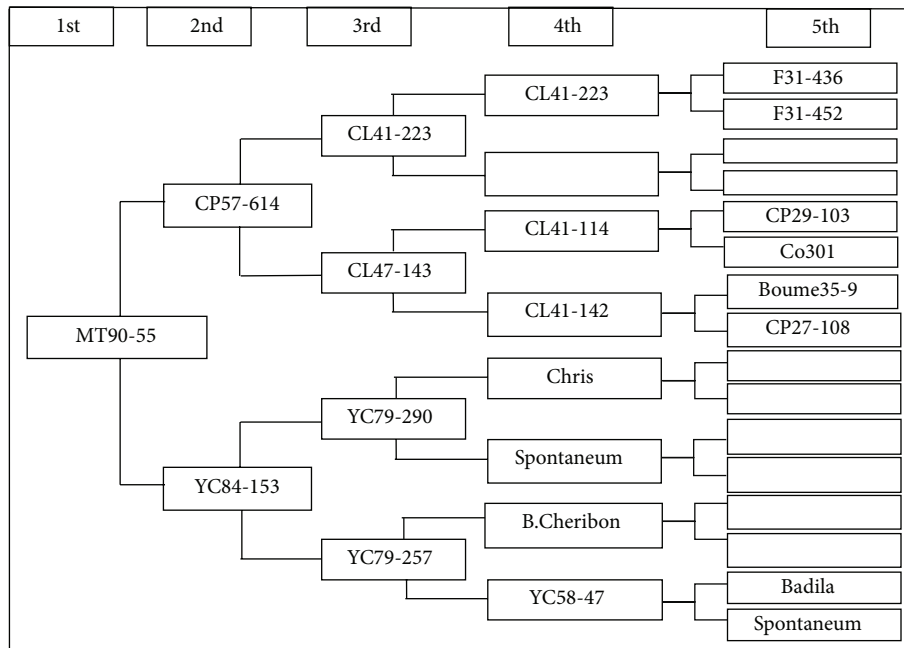 1st 2nd 3rd 4th 5th
F31-436
CL41-223
F31-452
CL41-223
CP57-614
CP29-103
CL41-114
Co301
CL47-143
Boume35-9
CL41-142
CP27-108
MT90-55
Chris
YC79-290
Spontaneum
YC84-153
B.Cheribon
YC79-257
Badila
YC58-47
Spontaneum